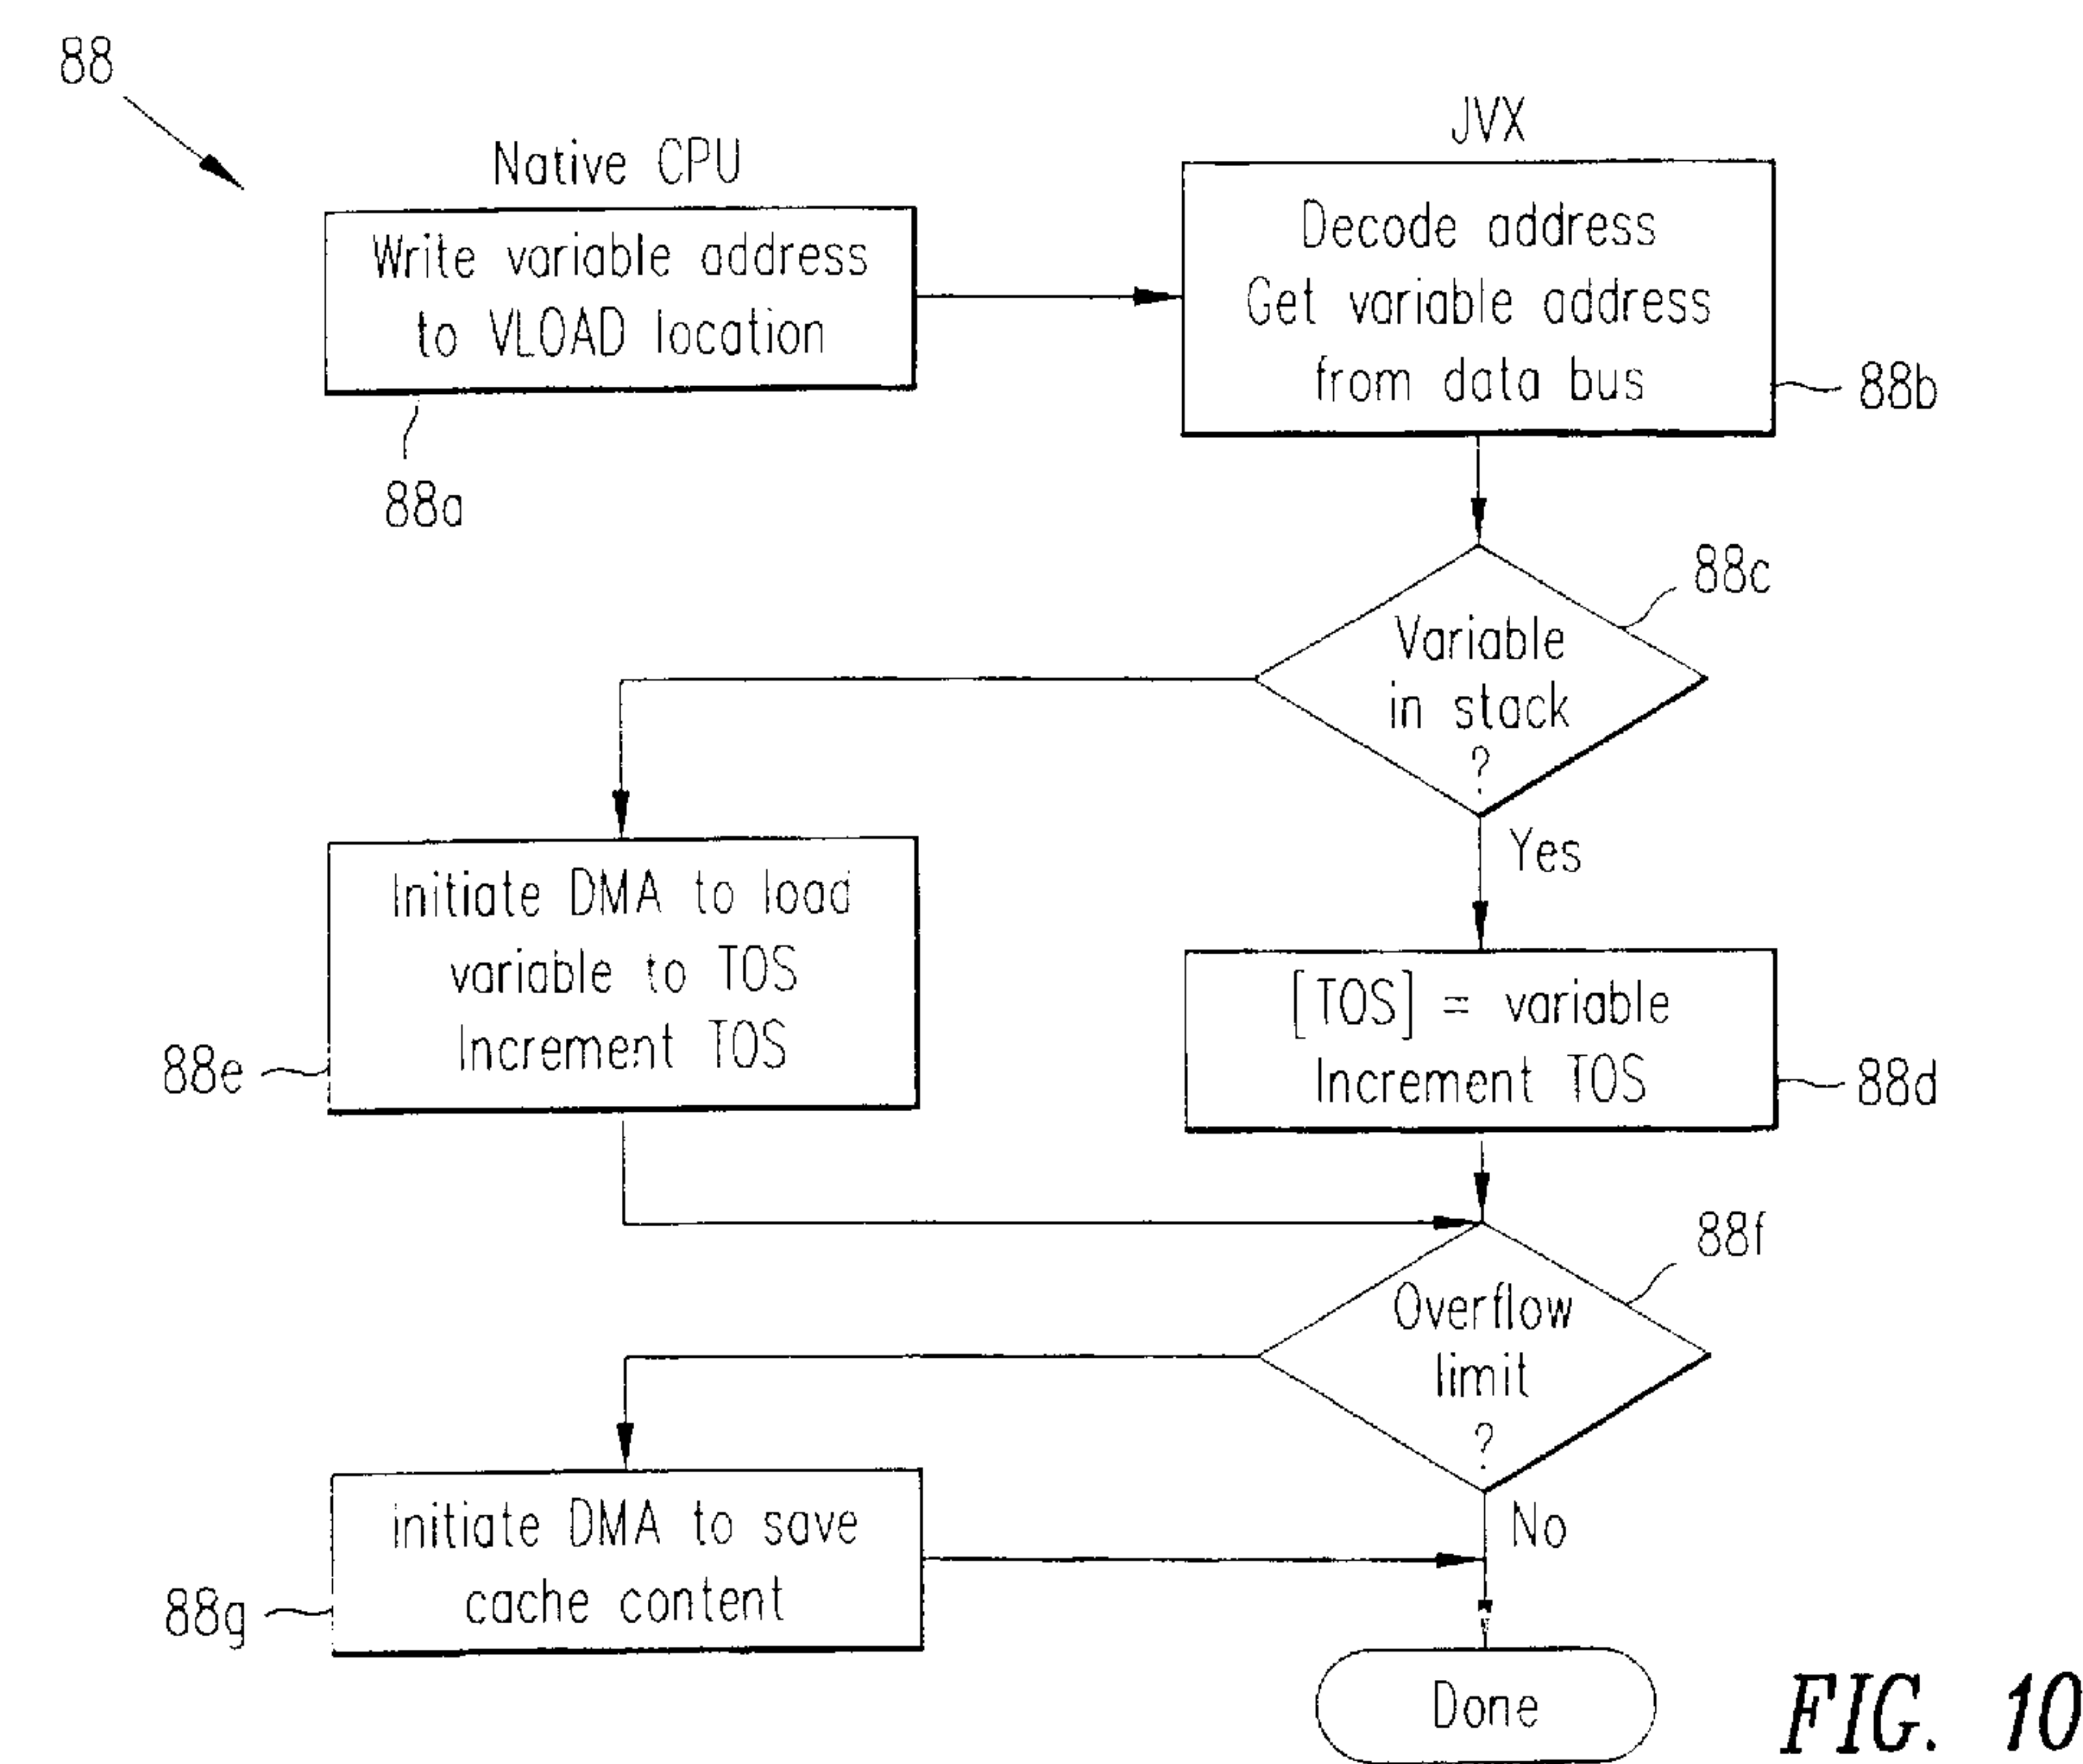 88
Native CPU
Write variable address
to VLOAD location
88a
JVX
Decode address
Get variable address
from data bus
88b
Variable
in stack
?
88c
Yes
Initiate DMA to load
variable to TOS
Increment TOS
88e
[TOS] = variable
Increment TOS
88d
Overflow
limit
?
88f
No
initiate DMA to save
cache content
88g
Done
FIG. 10